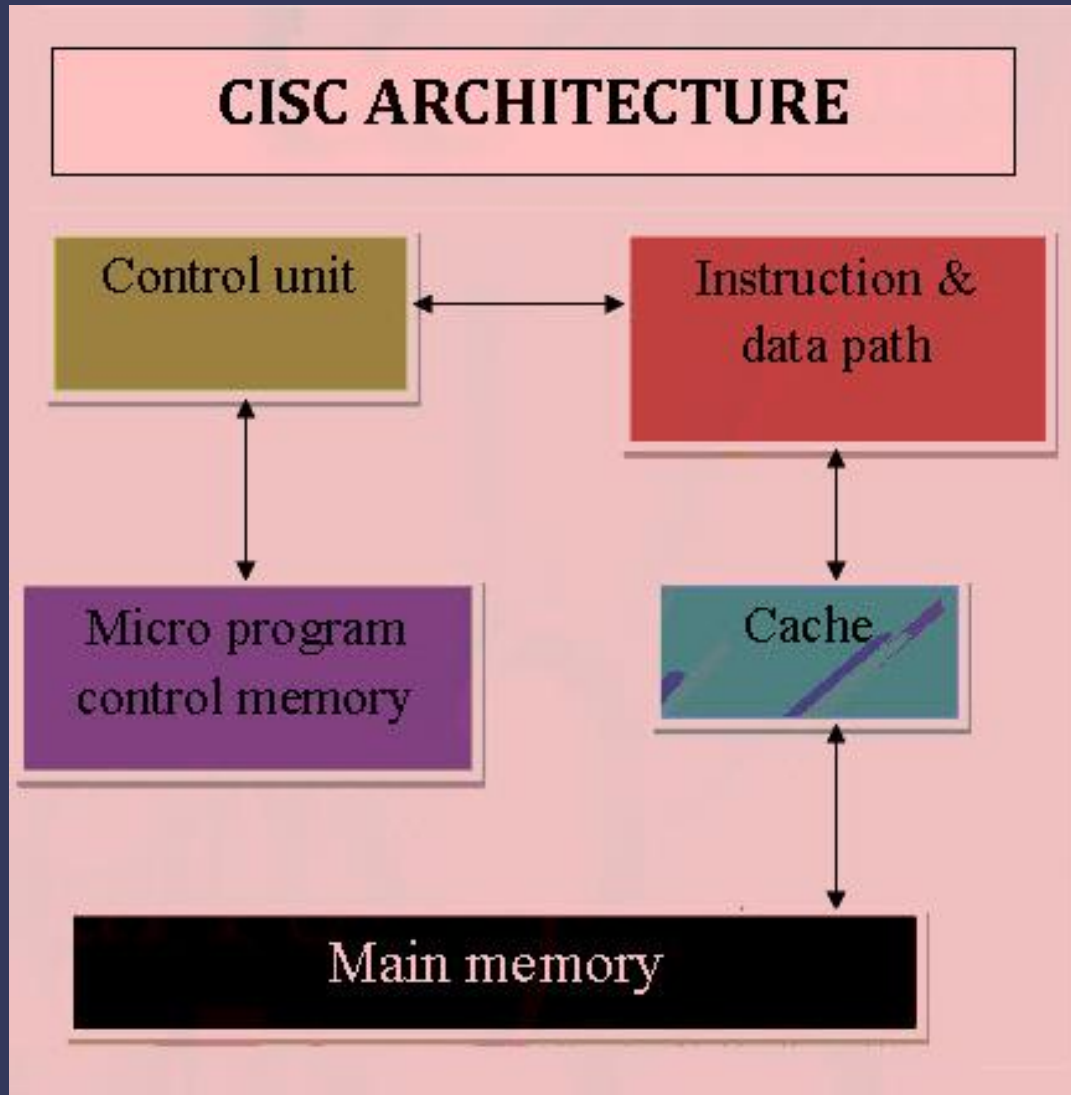 CISC ARCHITECTURE
Control unit
Instruction &
data path
Micro program
control memory
Cache
Main memory